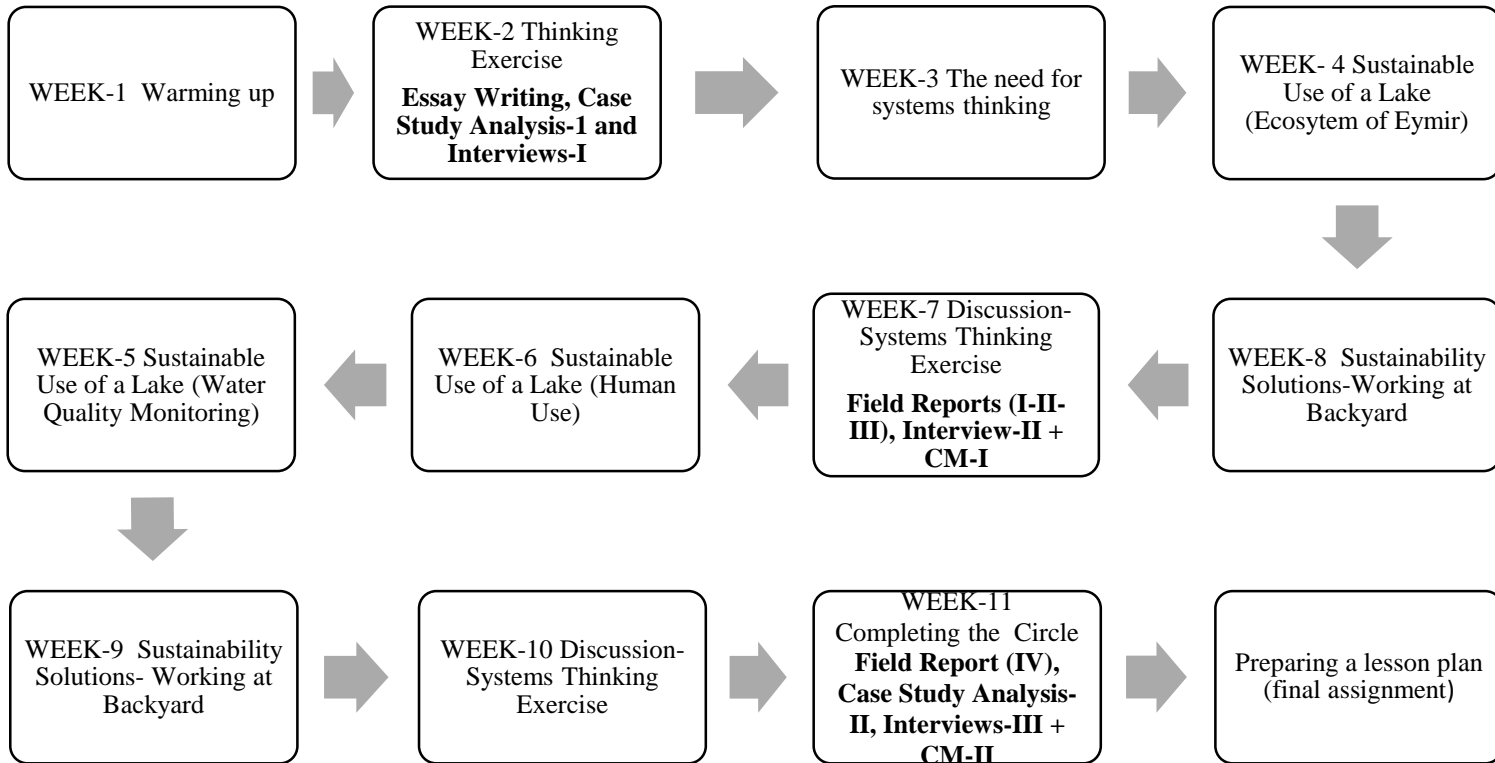 WEEK-1  Warming up
WEEK-2 Thinking
Exercise
Essay Writing, Case
Study Analysis-1 and
Interviews-I
WEEK-3 The need for
systems thinking
WEEK- 4 Sustainable
Use of a Lake
(Ecosytem of Eymir)
WEEK-5 Sustainable
Use of a Lake (Water
Quality Monitoring)
WEEK-6  Sustainable
Use of a Lake (Human
Use)
WEEK-7 Discussion-
Systems Thinking
Exercise
Field Reports (I-II-
III), Interview-II +
CM-I
WEEK-8  Sustainability
Solutions-Working at
Backyard
WEEK-9  Sustainability
Solutions- Working at
Backyard
WEEK-10 Discussion-
Systems Thinking
Exercise
WEEK-11
Completing the  Circle
Field Report (IV),
Case Study Analysis-
II, Interviews-III +
CM-II
Preparing a lesson plan
(final assignment)